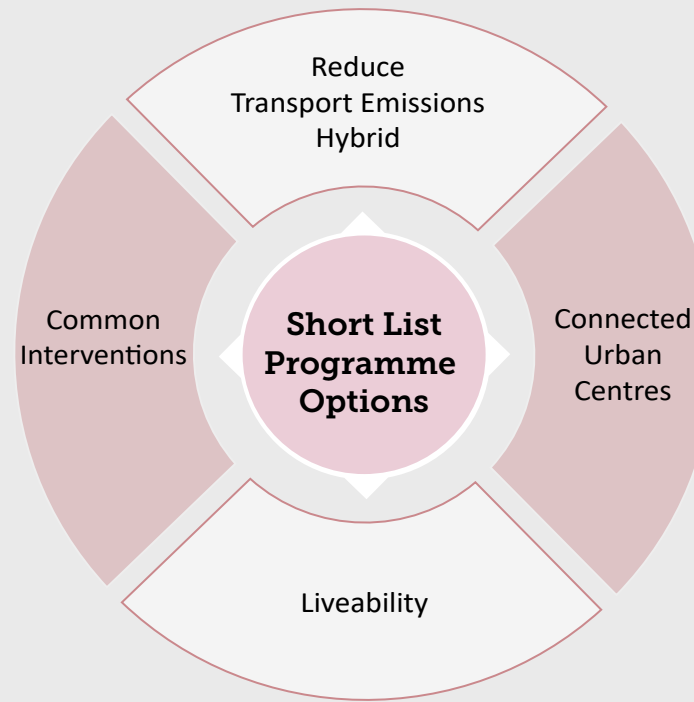 Reduce
Transport Emissions
Hybrid
Common
Interventions
Short List
Programme
Options
Connected
Urban
Centres
Liveability